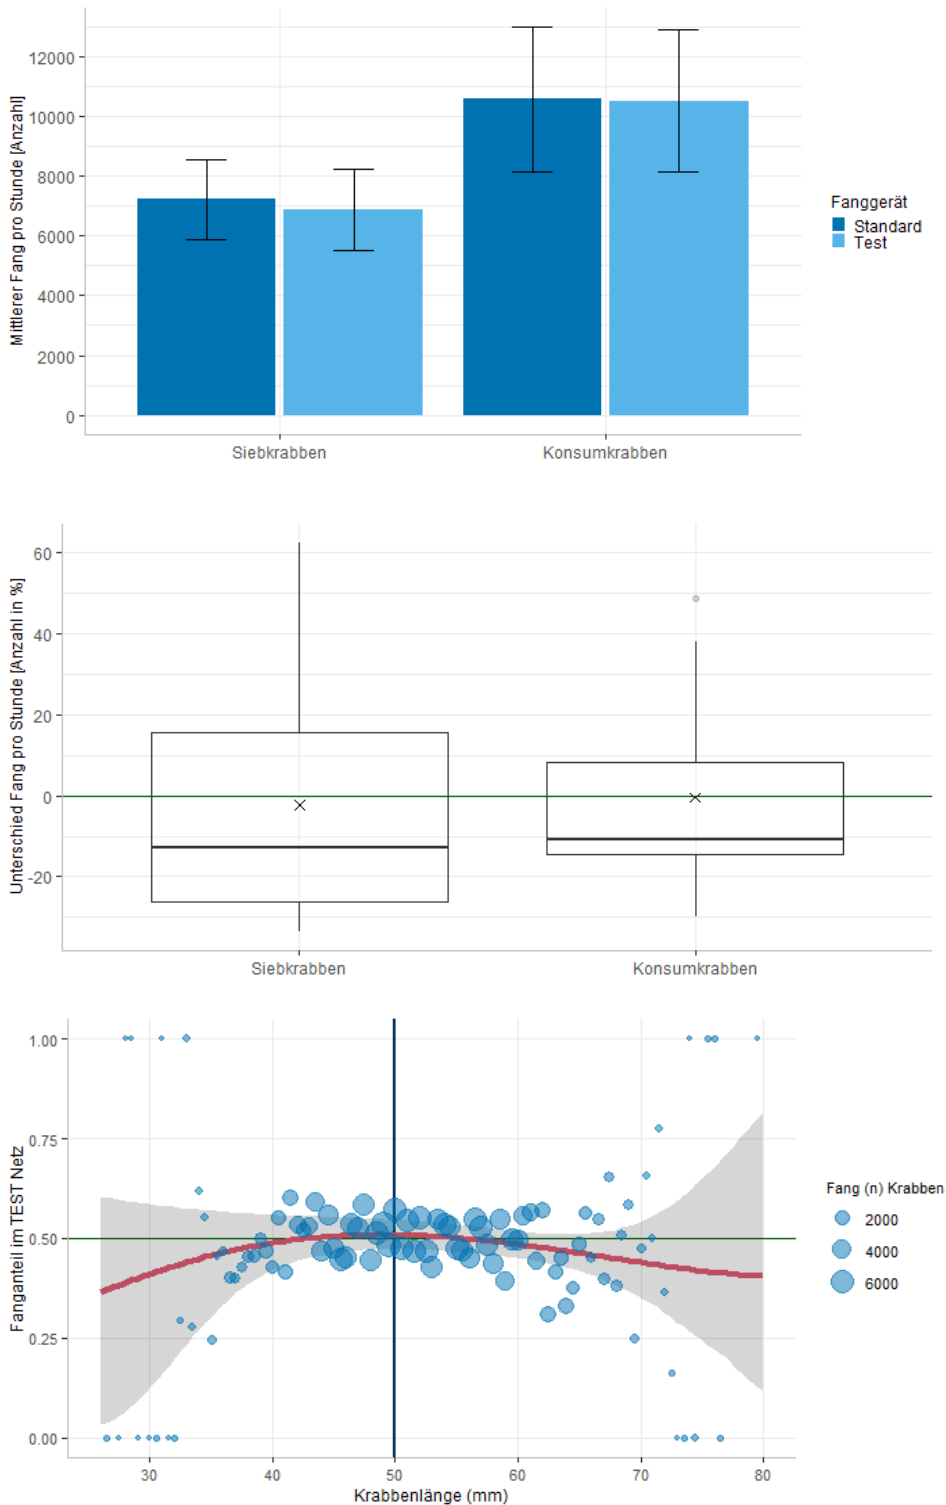 Mittlerer Fang pro Stunde [Anzahl]
12000
10000
8000
6000
4000
2000
0
Siebkrabben
Konsumkrabben
Fanggerät
Standard
Test
Unterschied Fang pro Stunde [Anzahl in %]
60
40
20
0
-20
Siebkrabben
Konsumkrabben
Fanganteil im TEST Netz
1.00
0.75
0.50
0.25
0.00
30
40
50
60
70
80
Krabbenlänge (mm)
Fang (n) Krabben
2000
4000
6000